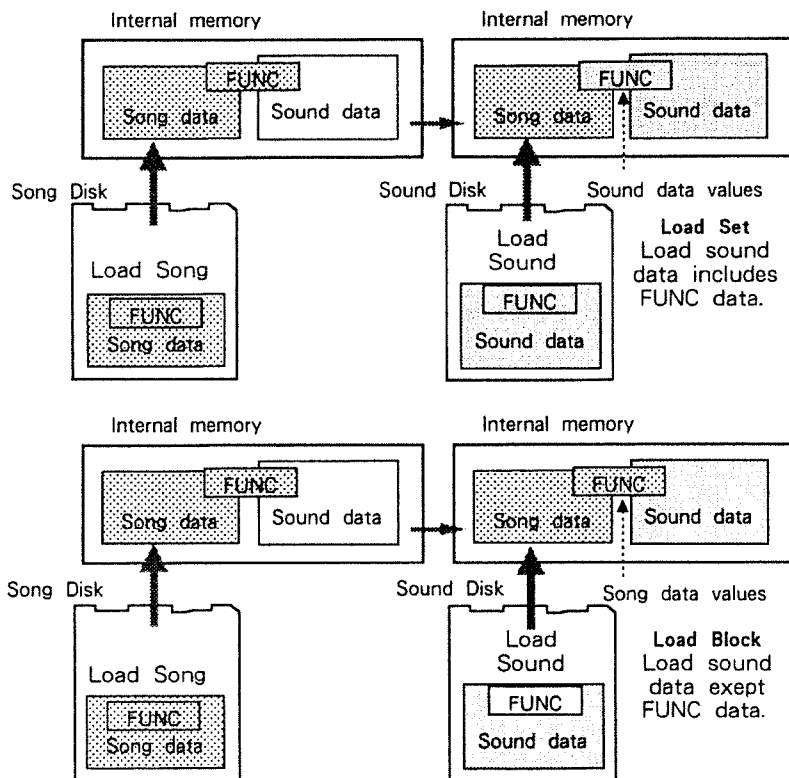 Internal memory
Internal memory
FUNC
Song data
Sound data
FUNC
Song data
Sound data
Song Disk
Sound Disk
Sound data values
Load Song
FUNC
Song data
Load
Sound
FUNC
Sound data
Load Set
Load sound
data includes
FUNC data.
Internal memory
Internal memory
FUNC
Song data
Sound data
FUNC
Song data
Sound data
Song Disk
Sound Disk
Song data values
Load Song
FUNC
Song data
Load
Sound
FUNC
Sound data
Load Block
Load sound
data exept
FUNC data.